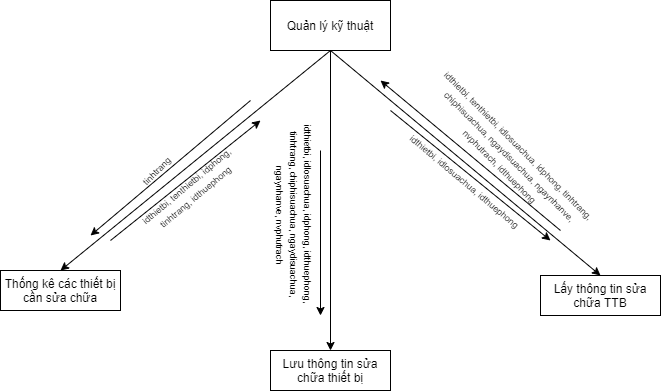 Quản lý kỹ thuật
tinhtrang
idthietbi, tenthietbi, idphong,
tinhtrang, idthuephong
idthietbi, idlosuachua, idphong, idthuephong,
tinhtrang, chiphisuachua, ngaydisuachua,
ngaynhanve, nvphutrach
idthietbi, tenthietbi, idlosuachua, idphong, tinhtrang,
chiphisuachua, ngaydisuachua, ngaynhanve,
nvphutrach, idthuephong
idthietbi, idlosuachua, idthuephong
Thống kê các thiết bị
cần sửa chữa
Lấy thông tin sửa
chữa TTB
Lưu thông tin sửa
chữa thiết bị